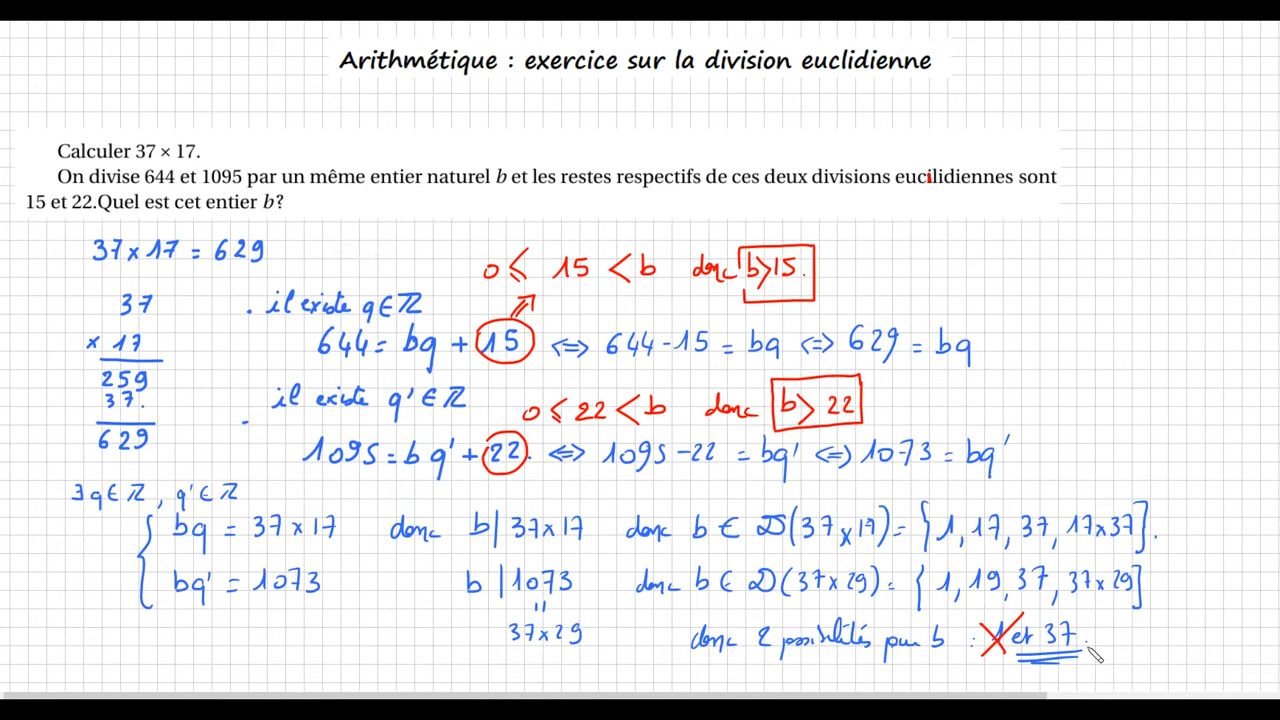 Arithmétique : exercice sur la division euclidienne
Calculer 37 × 17.
On divise 644 et 1095 par un même entier naturel b et les restes respectifs de ces deux divisions eucilidiennes sont
15 et 22.Quel est cet entier b?
37 × 17 = 629
0 ≤ 15 < b donc b > 15.
37
× 17
259
37.
629
. il existe q ∈ ℤ
644 = bq + 15 ⟺ 644 - 15 = bq ⟺ 629 = bq
. il existe q' ∈ ℤ
0 ≤ 22 < b donc b > 22
1095 = bq' + 22. ⟺ 1095 - 22 = bq' ⟺ 1073 = bq'
∃ q ∈ ℤ, q' ∈ ℤ
{ bq = 37 × 17 donc b | 37 × 17 donc b ∈ D(37 × 17) = {1, 17, 37, 17×37}.
bq' = 1073 b | 1073 donc b ∈ D(37 × 29) = {1, 19, 37, 37×29}
=
37 × 29
donc 2 possibilités pour b : 1 et 37.